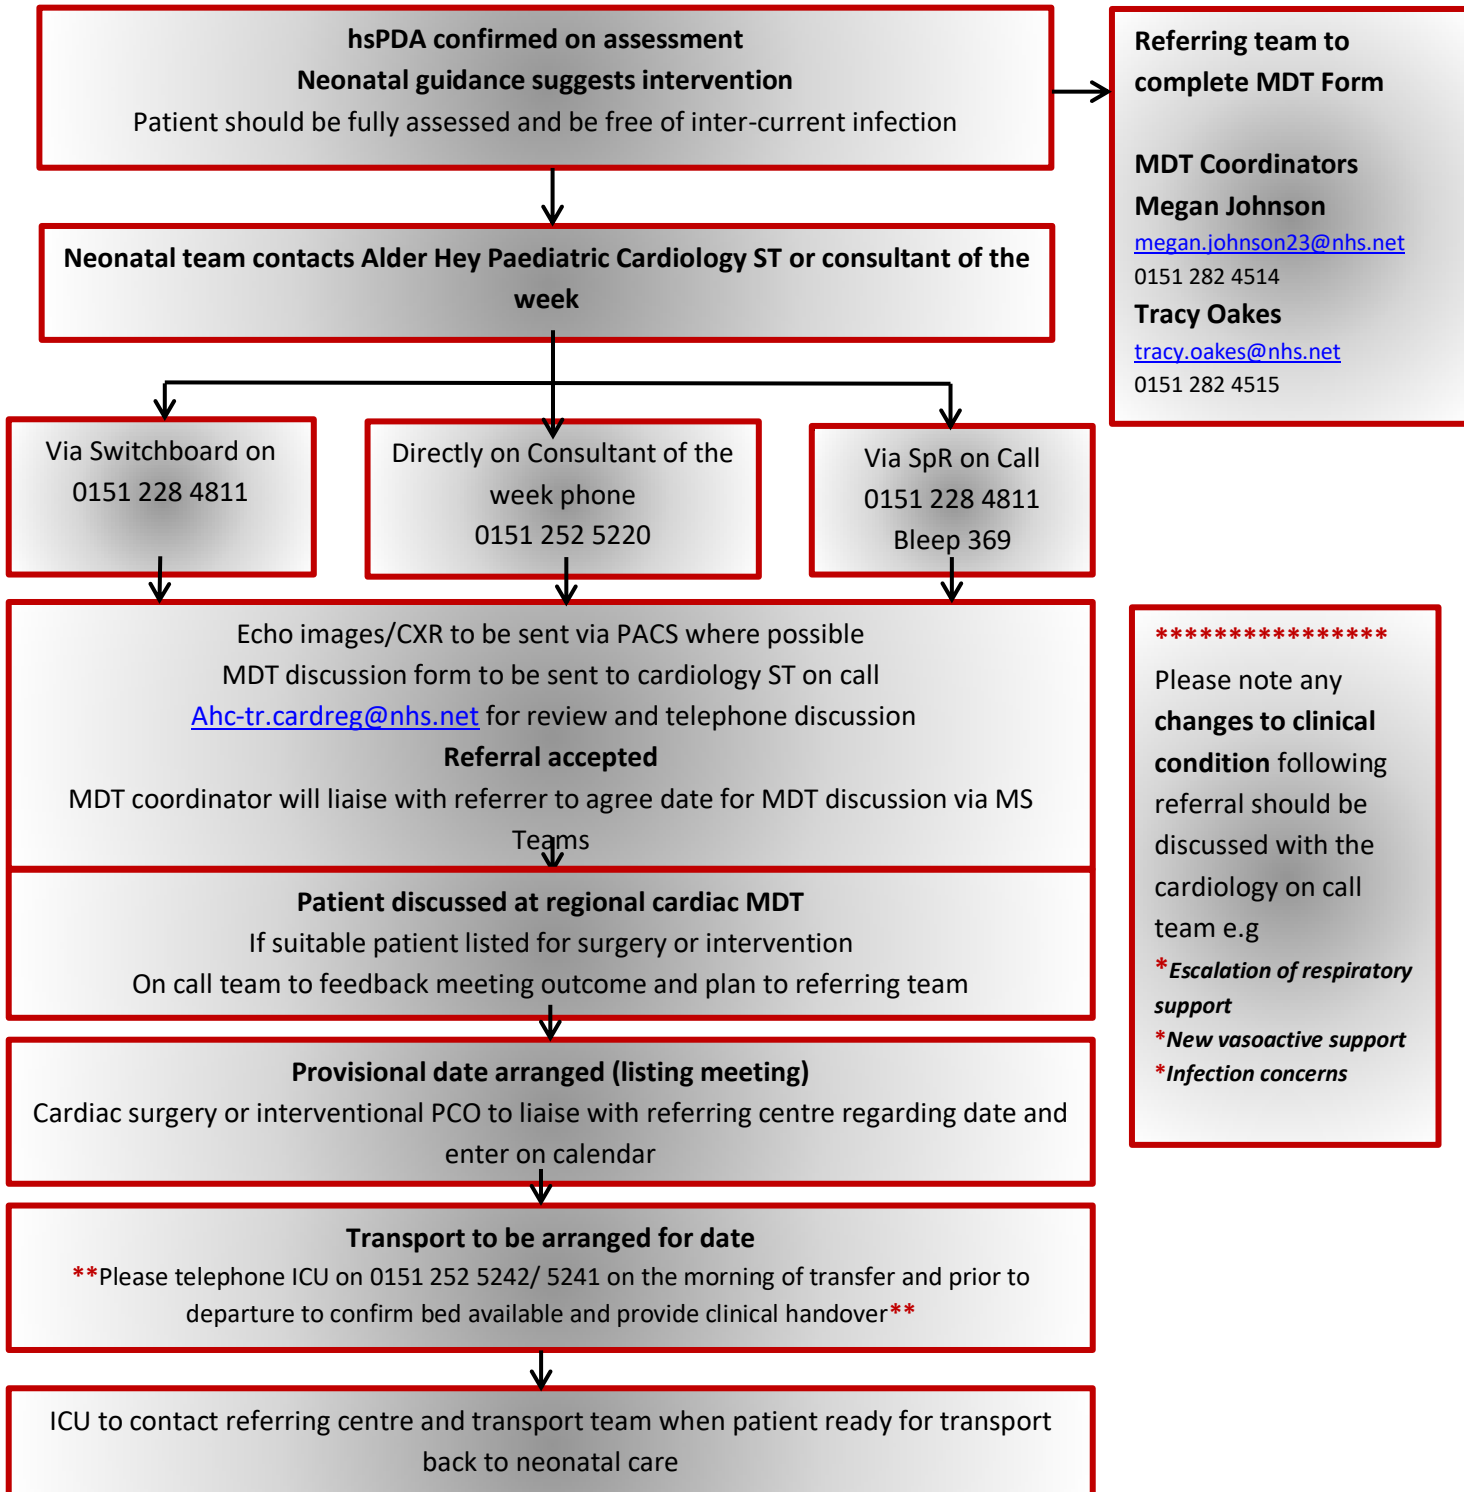 hsPDA confirmed on assessment
Neonatal guidance suggests intervention
Patient should be fully assessed and be free of inter-current infection
Referring team to
complete MDT Form
MDT Coordinators
Megan Johnson
megan.johnson23@nhs.net
0151 282 4514
Tracy Oakes
tracy.oakes@nhs.net
0151 282 4515
Neonatal team contacts Alder Hey Paediatric Cardiology ST or consultant of the
week
Via Switchboard on
0151 228 4811
Directly on Consultant of the
week phone
0151 252 5220
Via SpR on Call
0151 228 4811
Bleep 369
Echo images/CXR to be sent via PACS where possible
MDT discussion form to be sent to cardiology ST on call
Ahc-tr.cardreg@nhs.net for review and telephone discussion
Referral accepted
MDT coordinator will liaise with referrer to agree date for MDT discussion via MS
Teams
****************
Please note any
changes to clinical
condition following
referral should be
discussed with the
cardiology on call
team e.g
*Escalation of respiratory
support
*New vasoactive support
*Infection concerns
Patient discussed at regional cardiac MDT
If suitable patient listed for surgery or intervention
On call team to feedback meeting outcome and plan to referring team
Provisional date arranged (listing meeting)
Cardiac surgery or interventional PCO to liaise with referring centre regarding date and
enter on calendar
Transport to be arranged for date
**Please telephone ICU on 0151 252 5242/ 5241 on the morning of transfer and prior to
departure to confirm bed available and provide clinical handover**
ICU to contact referring centre and transport team when patient ready for transport
back to neonatal care